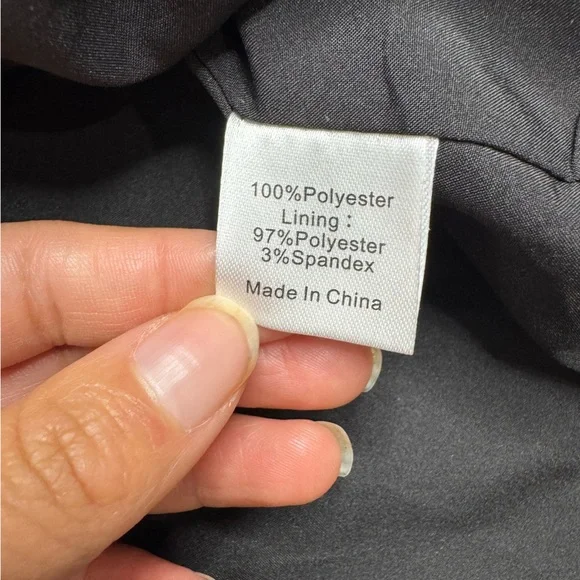 100%Polyester
Lining：
97%Polyester
3%Spandex
Made In China